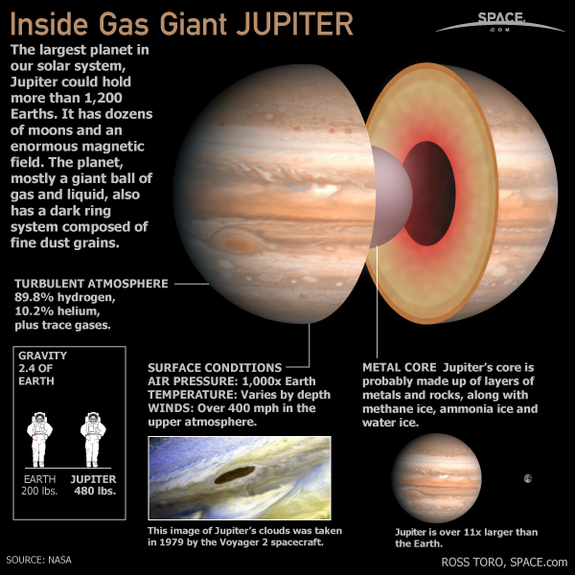 Inside Gas Giant JUPITER
SPACE
.COM
The largest planet in
our solar system,
Jupiter could hold
more than 1,200
Earths. It has dozens
of moons and an
enormous magnetic
field. The planet,
mostly a giant ball of
gas and liquid, also
has a dark ring
system composed of
fine dust grains.
TURBULENT ATMOSPHERE
89.8% hydrogen,
10.2% helium,
plus trace gases.
GRAVITY
2.4 OF
EARTH
EARTH
200 lbs.
JUPITER
480 lbs.
SURFACE CONDITIONS
AIR PRESSURE: 1,000x Earth
TEMPERATURE: Varies by depth
WINDS: Over 400 mph in the
upper atmosphere.
This image of Jupiter's clouds was taken
in 1979 by the Voyager 2 spacecraft.
METAL CORE Jupiter's core is
probably made up of layers of
metals and rocks, along with
methane ice, ammonia ice and
water ice.
Jupiter is over 11x larger than
the Earth.
SOURCE: NASA
ROSS TORO, SPACE.com